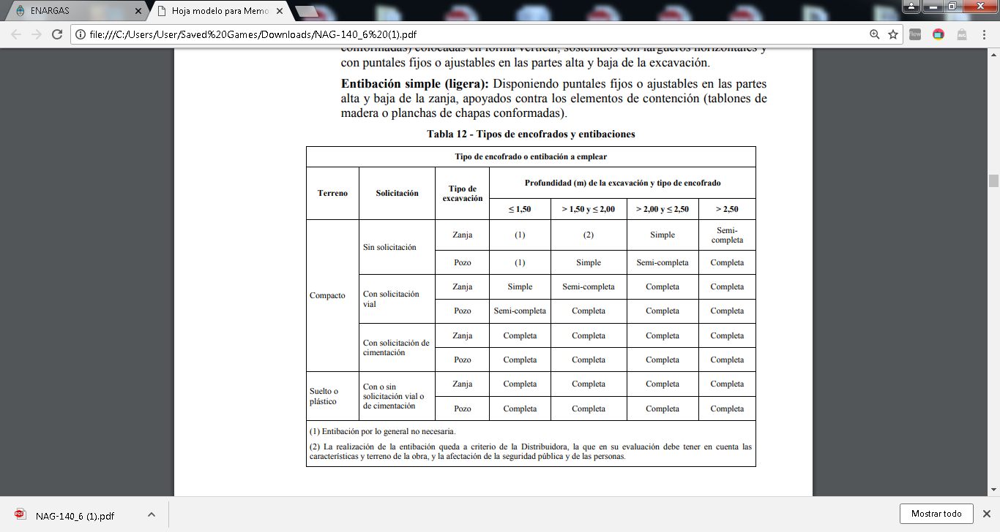 ENARGAS
Hoja modelo para Memo
file:///C:/Users/User/Saved%20Games/Downloads/NAG-140_6%20(1).pdf
conformadas) colocadas en forma vertical, sostenidos con largueros horizontales y
con puntales fijos o ajustables en las partes alta y baja de la excavación.
Entibación simple (ligera): Disponiendo puntales fijos o ajustables en las partes
alta y baja de la zanja, apoyados contra los elementos de contención (tablones de
madera o planchas de chapas conformadas).
Tabla 12 - Tipos de encofrados y entibaciones
Tipo de encofrado o entibación a emplear
Terreno Solicitación Tipo de excavación Profundidad (m) de la excavación y tipo de encofrado
≤ 1,50 > 1,50 y ≤ 2,00 > 2,00 y ≤ 2,50 > 2,50
Compacto
Sin solicitación
Zanja (1) (2) Simple Semi-completa
Pozo (1) Simple Semi-completa Completa
Con solicitación vial
Zanja Simple Semi-completa Completa Completa
Pozo Semi-completa Completa Completa Completa
Con solicitación de cimentación
Zanja Completa Completa Completa Completa
Pozo Completa Completa Completa Completa
Suelto o plástico
Con o sin solicitación vial o de cimentación
Zanja Completa Completa Completa Completa
Pozo Completa Completa Completa Completa
(1) Entibación por lo general no necesaria.
(2) La realización de la entibación queda a criterio de la Distribuidora, la que en su evaluación debe tener en cuenta las
características y terreno de la obra, y la afectación de la seguridad pública y de las personas.
NAG-140_6 (1).pdf
Mostrar todo